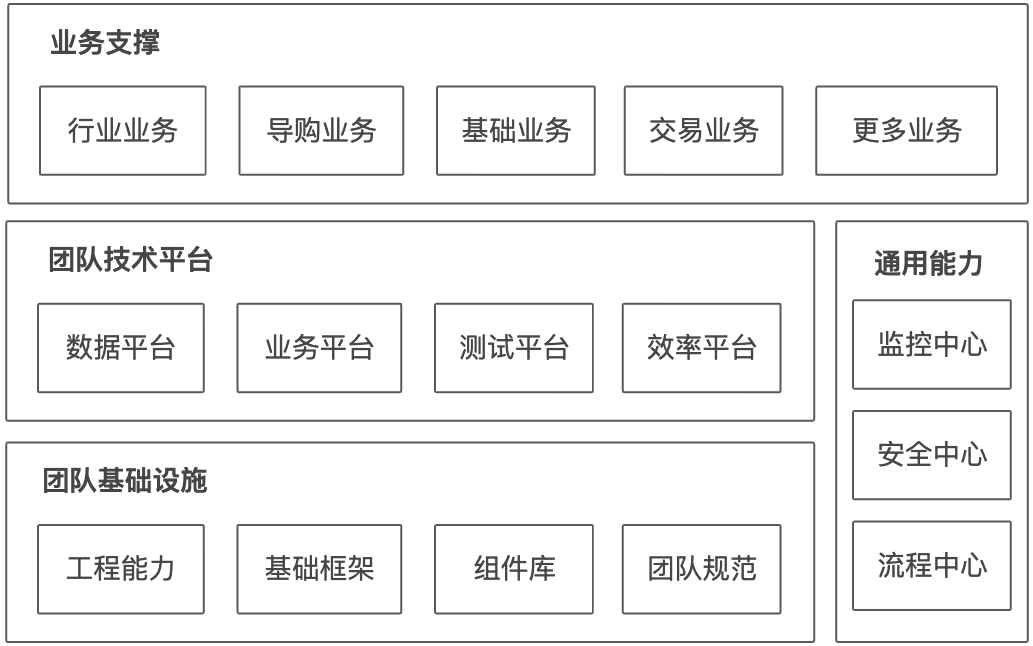 业务支撑
行业业务
导购业务
基础业务
交易业务
更多业务
团队技术平台
数据平台
业务平台
测试平台
效率平台
团队基础设施
工程能力
基础框架
组件库
团队规范
通用能力
监控中心
安全中心
流程中心